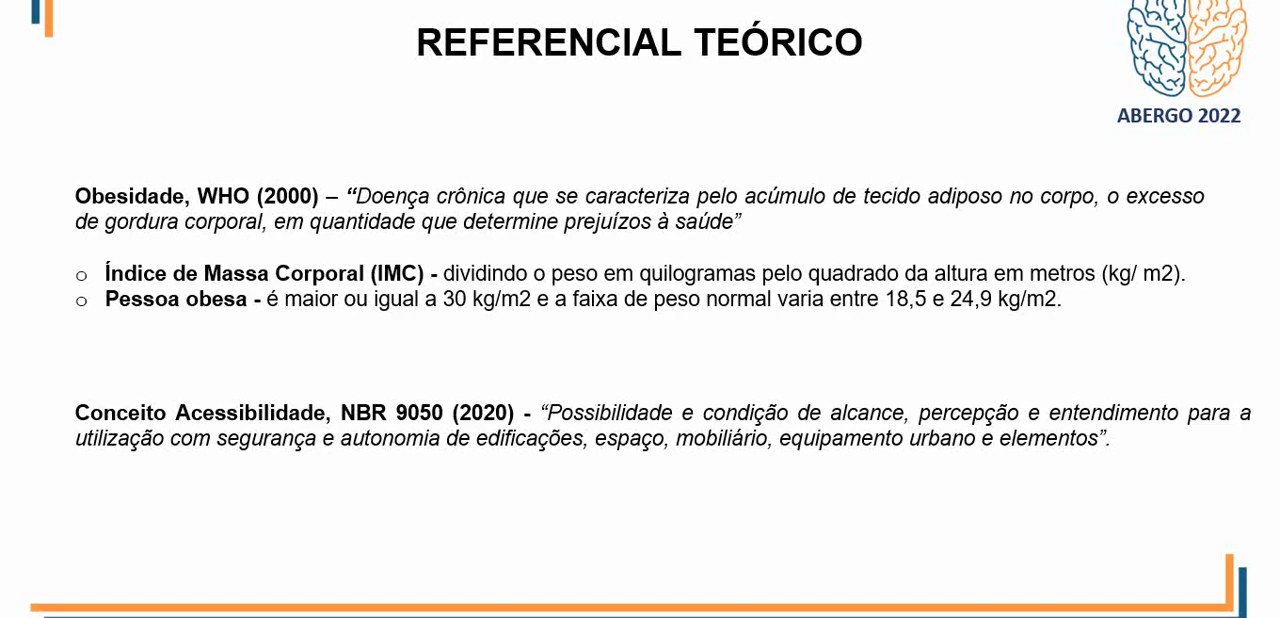 REFERENCIAL TEÓRICO
ABERGO 2022
Obesidade, WHO (2000) – “Doença crônica que se caracteriza pelo acúmulo de tecido adiposo no corpo, o excesso
de gordura corporal, em quantidade que determine prejuízos à saúde”
o Índice de Massa Corporal (IMC) - dividindo o peso em quilogramas pelo quadrado da altura em metros (kg/ m2).
o Pessoa obesa - é maior ou igual a 30 kg/m2 e a faixa de peso normal varia entre 18,5 e 24,9 kg/m2.
Conceito Acessibilidade, NBR 9050 (2020) - “Possibilidade e condição de alcance, percepção e entendimento para a
utilização com segurança e autonomia de edificações, espaço, mobiliário, equipamento urbano e elementos”.